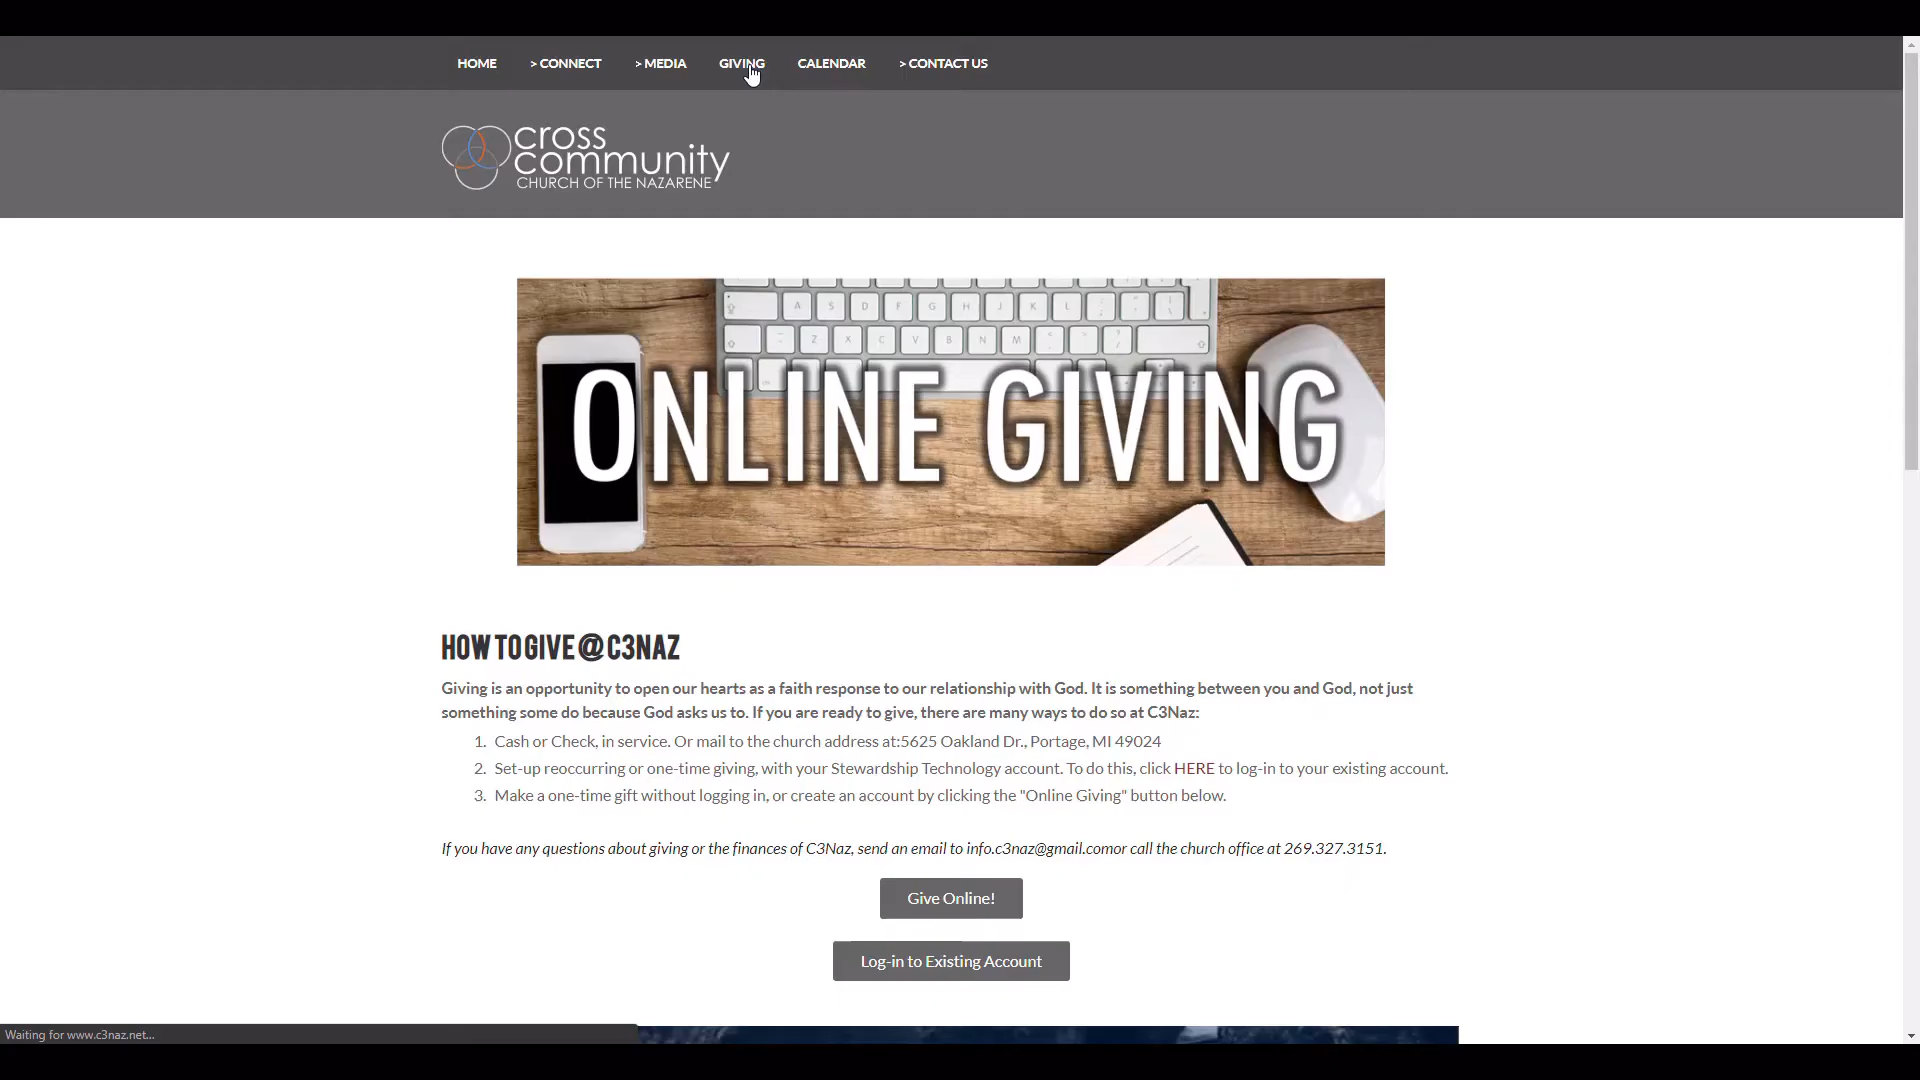 HOME > CONNECT > MEDIA GIVING CALENDAR > CONTACT US
cross
community
CHURCH OF THE NAZARENE
A S D F G H J K L
Z X C V B N M
ONLINE GIVING
HOW TO GIVE @ C3NAZ
Giving is an opportunity to open our hearts as a faith response to our relationship with God. It is something between you and God, not just
something some do because God asks us to. If you are ready to give, there are many ways to do so at C3Naz:
1. Cash or Check, in service. Or mail to the church address at:5625 Oakland Dr., Portage, MI 49024
2. Set-up reoccurring or one-time giving, with your Stewardship Technology account. To do this, click HERE to log-in to your existing account.
3. Make a one-time gift without logging in, or create an account by clicking the "Online Giving" button below.
If you have any questions about giving or the finances of C3Naz, send an email to info.c3naz@gmail.comor call the church office at 269.327.3151.
Give Online!
Log-in to Existing Account
Waiting for www.c3naz.net...